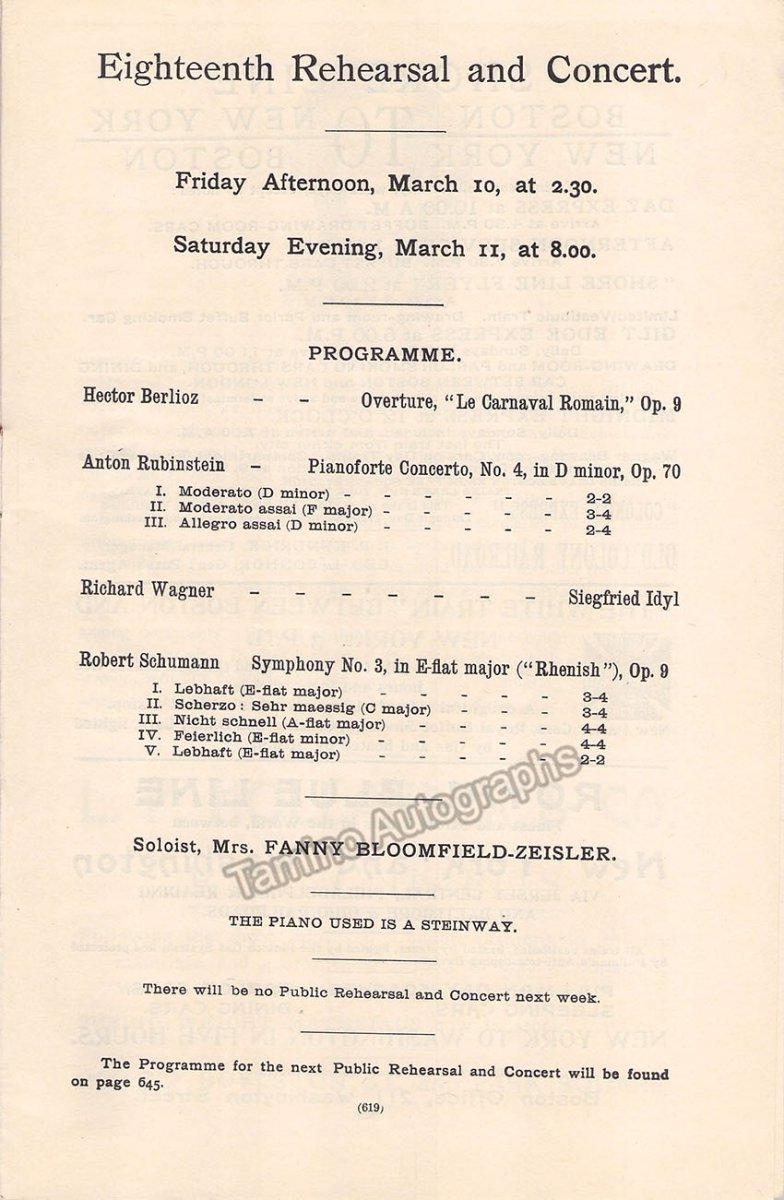 Eighteenth Rehearsal and Concert.
Friday Afternoon, March 10, at 2.30.
Saturday Evening, March 11, at 8.00.
PROGRAMME.
Hector Berlioz - - Overture, "Le Carnaval Romain," Op. 9
Anton Rubinstein - Pianoforte Concerto, No. 4, in D minor, Op. 70
I. Moderato (D minor) - - - - - - 2-2
II. Moderato assai (F major) - - - - - 3-4
III. Allegro assai (D minor) - - - - - 2-4
Richard Wagner - - - - - - - Siegfried Idyl
Robert Schumann Symphony No. 3, in E-flat major ("Rhenish"), Op. 9
I. Lebhaft (E-flat major) - - - - - 3-4
II. Scherzo : Sehr maessig (C major) - - - 3-4
III. Nicht schnell (A-flat major) - - - - 4-4
IV. Feierlich (E-flat minor) - - - - - 4-4
V. Lebhaft (E-flat major) - - - - - 2-2
Tamino Autographs
Soloist, Mrs. FANNY BLOOMFIELD-ZEISLER.
THE PIANO USED IS A STEINWAY.
There will be no Public Rehearsal and Concert next week.
The Programme for the next Public Rehearsal and Concert will be found
on page 645.
(619)